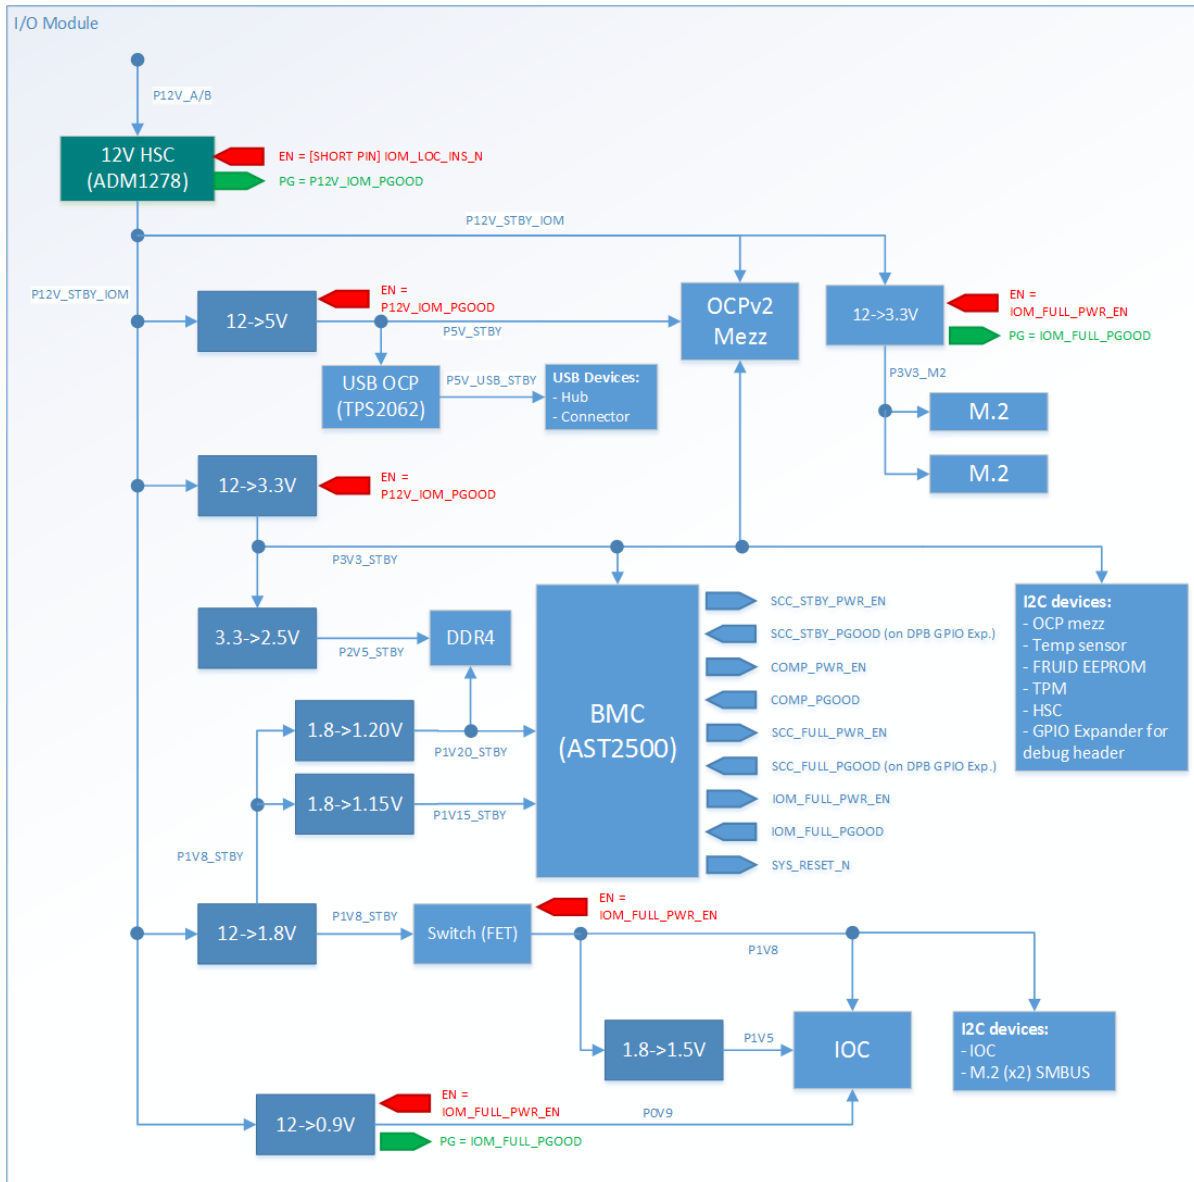 I/O Module
P12V_A/B
12V HSC
(ADM1278)
EN = [SHORT PIN] IOM_LOC_INS_N
PG = P12V_IOM_PGOOD
P12V_STBY_IOM
P12V_STBY_IOM
12->5V
EN =
P12V_IOM_PGOOD
P5V_STBY
OCPv2
Mezz
12->3.3V
EN =
IOM_FULL_PWR_EN
PG = IOM_FULL_PGOOD
USB OCP
(TPS2062)
P5V_USB_STBY
USB Devices:
- Hub
- Connector
P3V3_M2
M.2
M.2
12->3.3V
EN =
P12V_IOM_PGOOD
P3V3_STBY
3.3->2.5V
P2V5_STBY
DDR4
1.8->1.20V
P1V20_STBY
1.8->1.15V
P1V15_STBY
P1V8_STBY
BMC
(AST2500)
SCC_STBY_PWR_EN
SCC_STBY_PGOOD (on DPB GPIO Exp.)
COMP_PWR_EN
COMP_PGOOD
SCC_FULL_PWR_EN
SCC_FULL_PGOOD (on DPB GPIO Exp.)
IOM_FULL_PWR_EN
IOM_FULL_PGOOD
SYS_RESET_N
I2C devices:
- OCP mezz
- Temp sensor
- FRUID EEPROM
- TPM
- HSC
- GPIO Expander for
debug header
12->1.8V
P1V8_STBY
Switch (FET)
EN =
IOM_FULL_PWR_EN
P1V8
1.8->1.5V
P1V5
IOC
I2C devices:
- IOC
- M.2 (x2) SMBUS
12->0.9V
EN =
IOM_FULL_PWR_EN
PG = IOM_FULL_PGOOD
P0V9